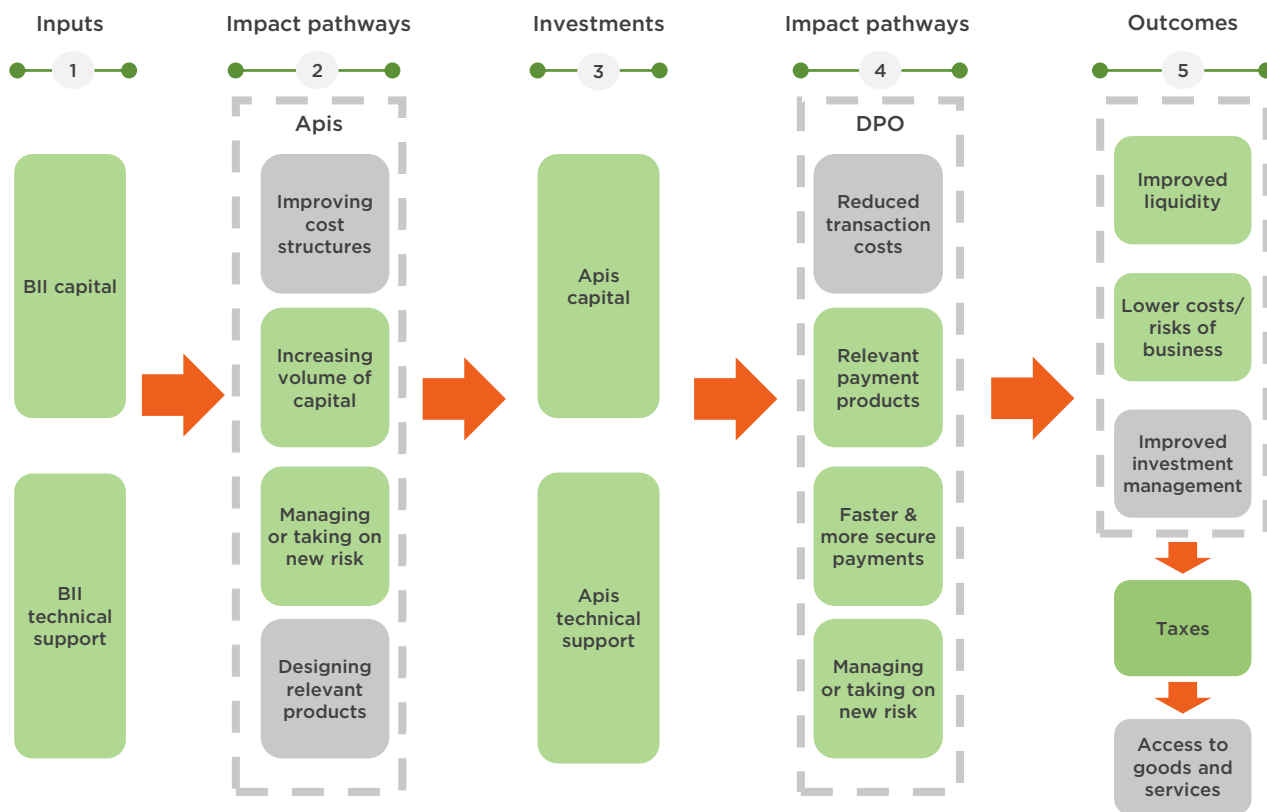 Inputs
1
BII capital
BII
technical
support
Impact pathways
2
Apis
Improving
cost
structures
Increasing
volume of
capital
Managing
or taking on
new risk
Designing
relevant
products
Investments
3
Apis
capital
Apis
technical
support
Impact pathways
4
DPO
Reduced
transaction
costs
Relevant
payment
products
Faster &
more secure
payments
Managing
or taking on
new risk
Outcomes
5
Improved
liquidity
Lower costs/
risks of
business
Improved
investment
management
Taxes
Access to
goods and
services